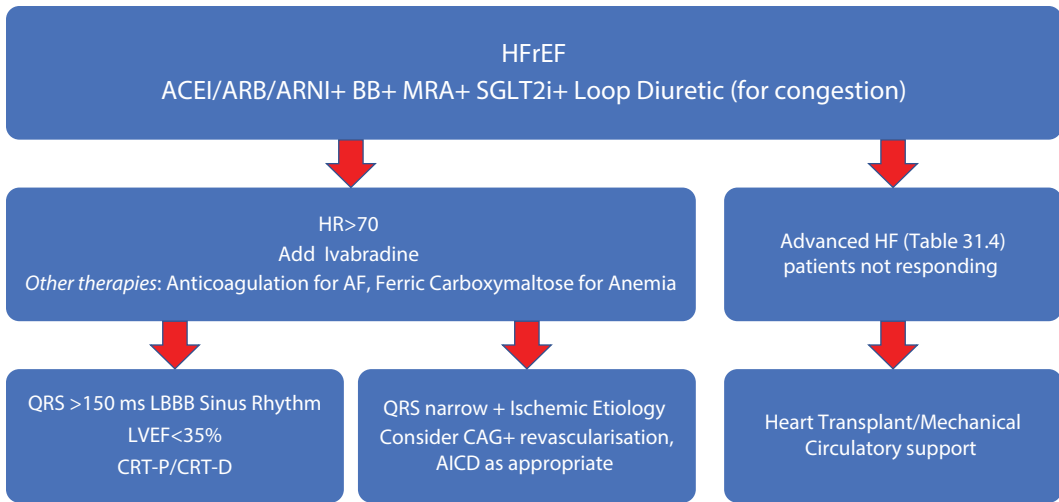 HFrEF
ACEI/ARB/ARNI+ BB+ MRA+ SGLT2i+ Loop Diuretic (for congestion)
HR>70
Add Ivabradine
Other therapies: Anticoagulation for AF, Ferric Carboxymaltose for Anemia
Advanced HF (Table 31.4)
patients not responding
QRS >150 ms LBBB Sinus Rhythm
LVEF<35%
CRT-P/CRT-D
QRS narrow + Ischemic Etiology
Consider CAG+ revascularisation,
AICD as appropriate
Heart Transplant/Mechanical
Circulatory support